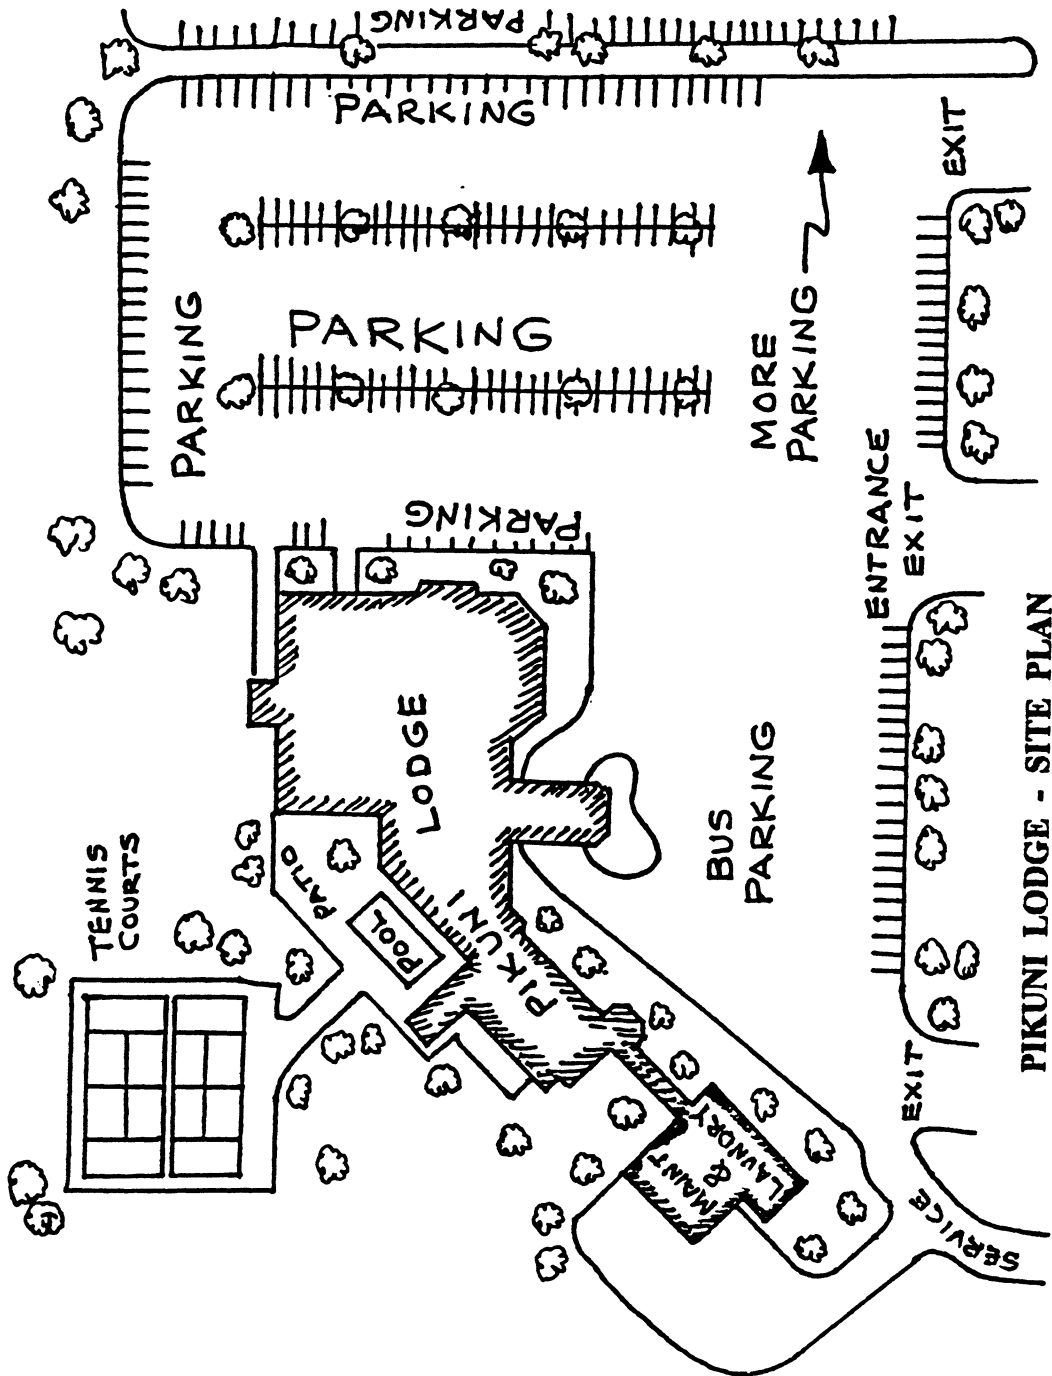 PARKING
PARKING
EXIT
PARKING
PARKING
MORE
PARKING
PARKING
ENTRANCE
EXIT
LODGE
PIKUNI
BUS
PARKING
TENNIS
COURTS
PATIO
POOL
EXIT
MAINT
&
LAUNDRY
SERVICE
PIKUNI LODGE - SITE PLAN